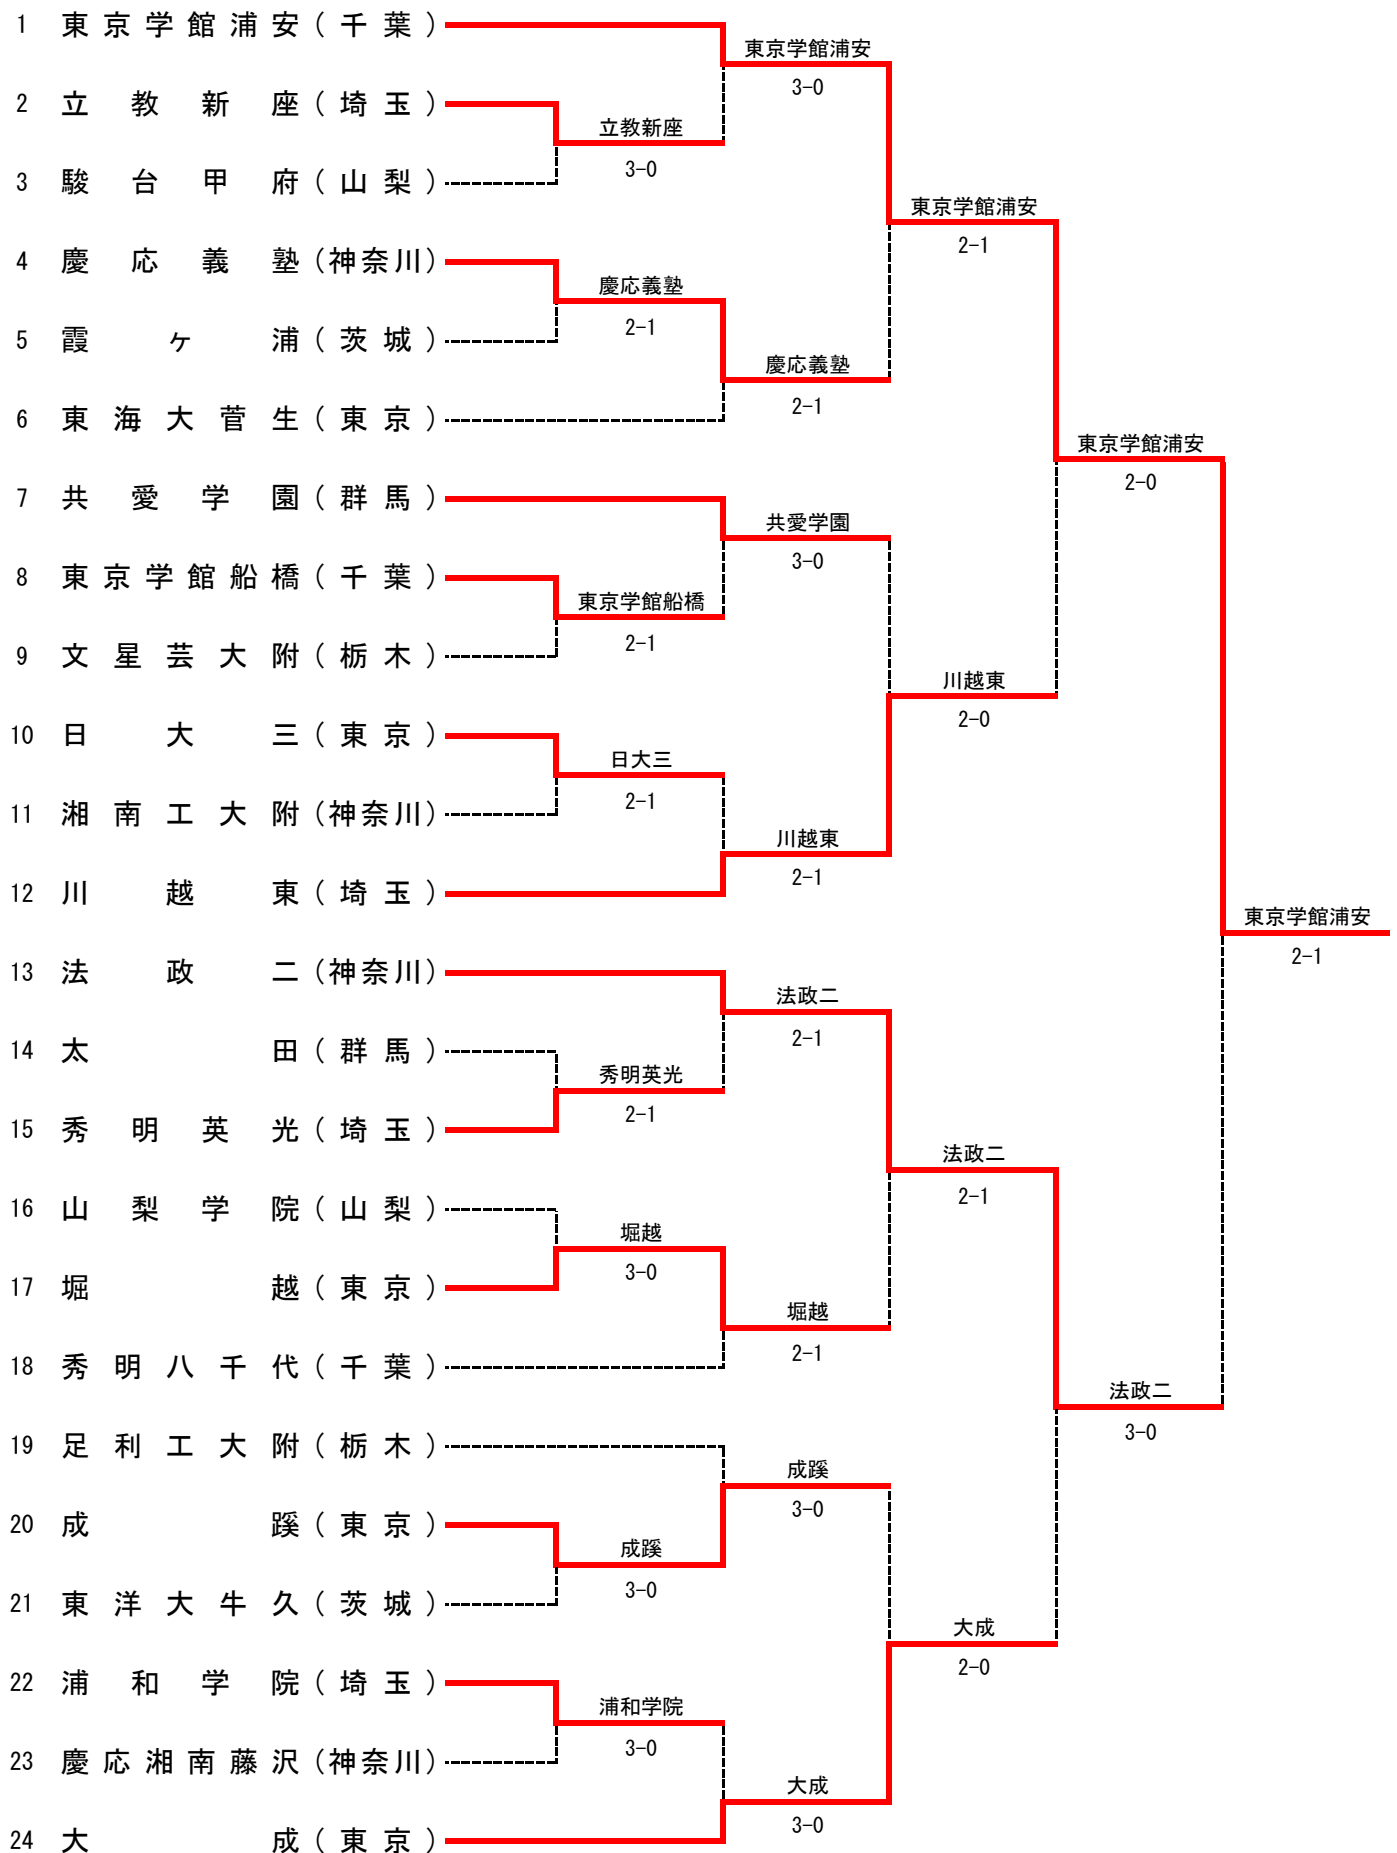 1 東京学館浦安(千葉)
東京学館浦安
3-0
2 立教新座(埼玉)
立教新座
3-0
3 駿台甲府(山梨)
東京学館浦安
2-1
4 慶応義塾(神奈川)
慶応義塾
2-1
5 霞ヶ浦(茨城)
慶応義塾
2-1
6 東海大菅生(東京)
東京学館浦安
2-0
7 共愛学園(群馬)
共愛学園
3-0
8 東京学館船橋(千葉)
東京学館船橋
2-1
9 文星芸大附(栃木)
川越東
2-0
10 日大三(東京)
日大三
2-1
11 湘南工大附(神奈川)
川越東
2-1
12 川越東(埼玉)
東京学館浦安
2-1
13 法政二(神奈川)
法政二
2-1
14 太田(群馬)
秀明英光
2-1
15 秀明英光(埼玉)
法政二
2-1
16 山梨学院(山梨)
堀越
3-0
17 堀越(東京)
堀越
2-1
18 秀明八千代(千葉)
法政二
3-0
19 足利工大附(栃木)
成蹊
3-0
20 成蹊(東京)
成蹊
3-0
21 東洋大牛久(茨城)
大成
2-0
22 浦和学院(埼玉)
浦和学院
3-0
23 慶応湘南藤沢(神奈川)
大成
3-0
24 大成(東京)